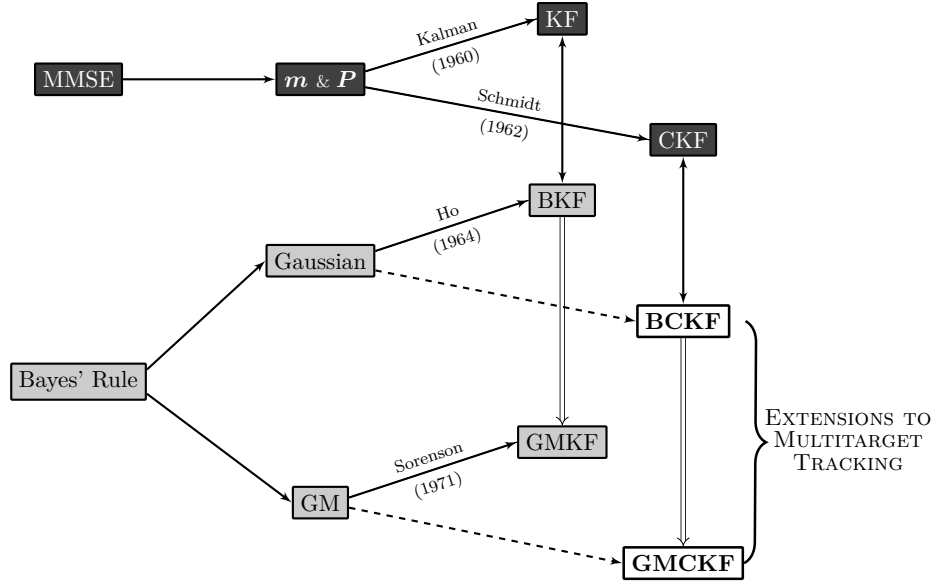 KF
Kalman
(1960)
MMSE
m & P
Schmidt
(1962)
CKF
BKF
Ho
(1964)
Gaussian
BCKF
Bayes' Rule
EXTENSIONS TO
MULTITARGET
TRACKING
GMKF
Sorenson
(1971)
GM
GMCKF